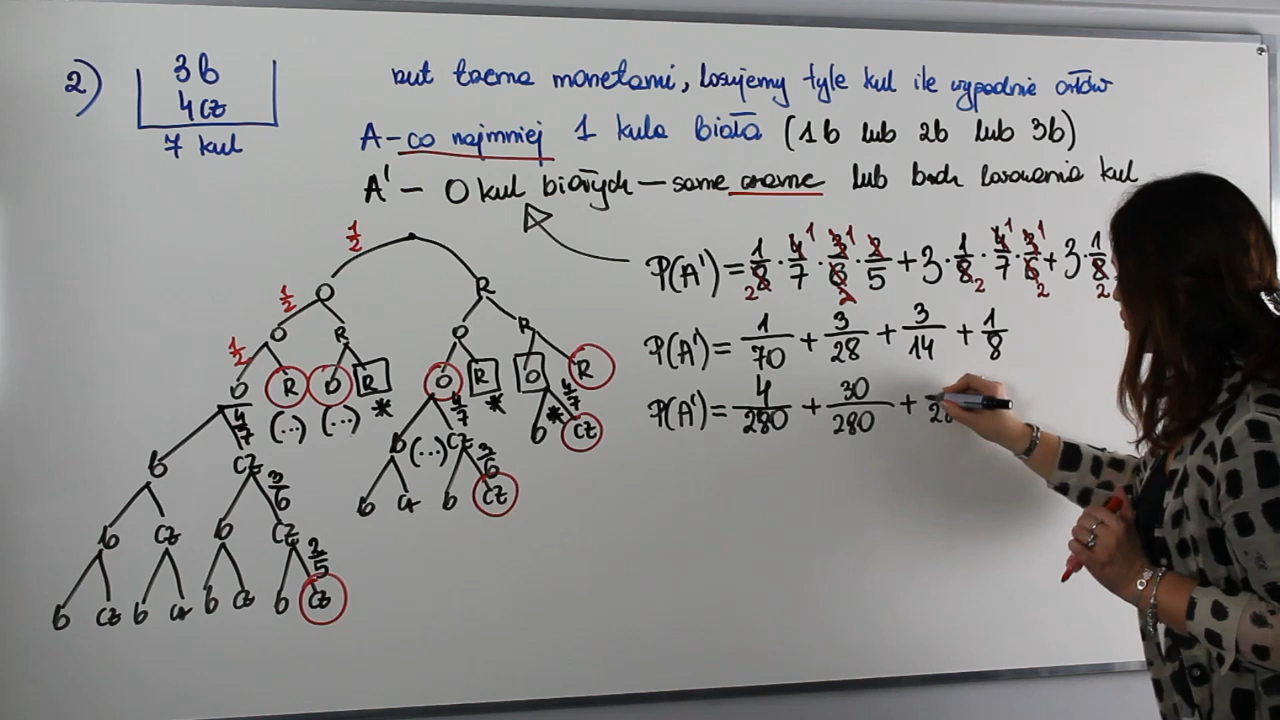 2) 3b
4cz
7 kul
rzut trzema monetami, losujemy tyle kul ile wypadnie orłów
A - co najmniej 1 kula biała (1b lub 2b lub 3b)
A' - 0 kul białych - same czarne lub brak losowania kul
P(A') = 1/8 · 4/7 · 3/6 · 2/5 + 3 · 1/8 · 4/7 · 3/6 + 3 · 1/8
P(A') = 1/70 + 3/28 + 3/14 + 1/8
P(A') = 4/280 + 30/280 +
1/2
1/2 O R
1/2 O R O R
O R O R O R O R
* * *
4/7 (...) (...) 4/7 4/7
b cz b (...) cz b cz
3/6 3/6
b cz b cz b cz b cz
2/5
b cz b cz b cz b cz